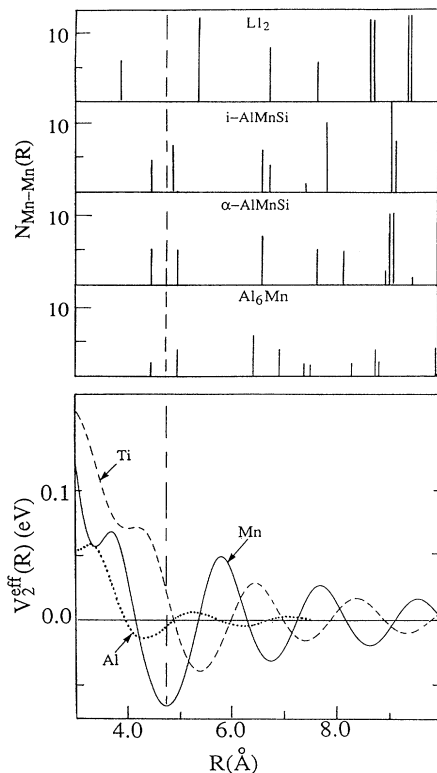 10
L1₂
N_Mn-Mn(R)
10
i-AlMnSi
10
α-AlMnSi
10
Al₆Mn
V₂^eff(R) (eV)
0.1
0.0
Ti
Mn
Al
4.0 6.0 8.0
R(Å)